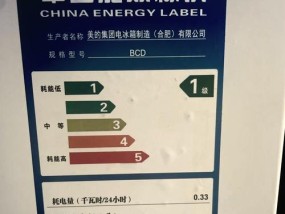 CHINA ENERGY LABEL
生产者名称 美的集团电冰箱制造（合肥）有限公司
规格型号 BCD
耗能低 1 1级
2
中 等 3
4
耗能高 5
耗电量（千瓦时/24小时） 0.33